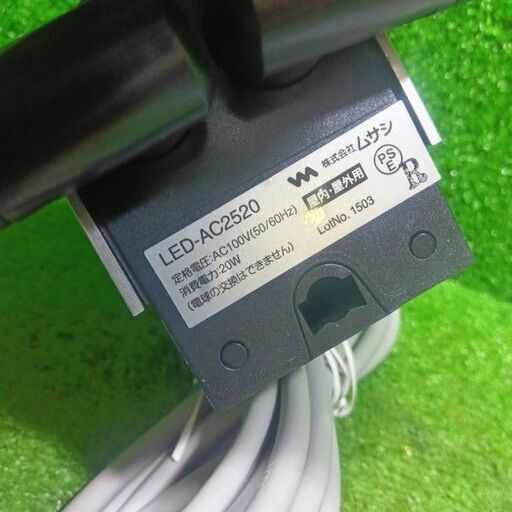 株式会社 ムサシ
LED-AC2520
屋内・屋外用
PS
E
R
定格電圧:AC100V(50/60Hz)
LotNo. 1503
消費電力:20W
(電球の交換はできません)